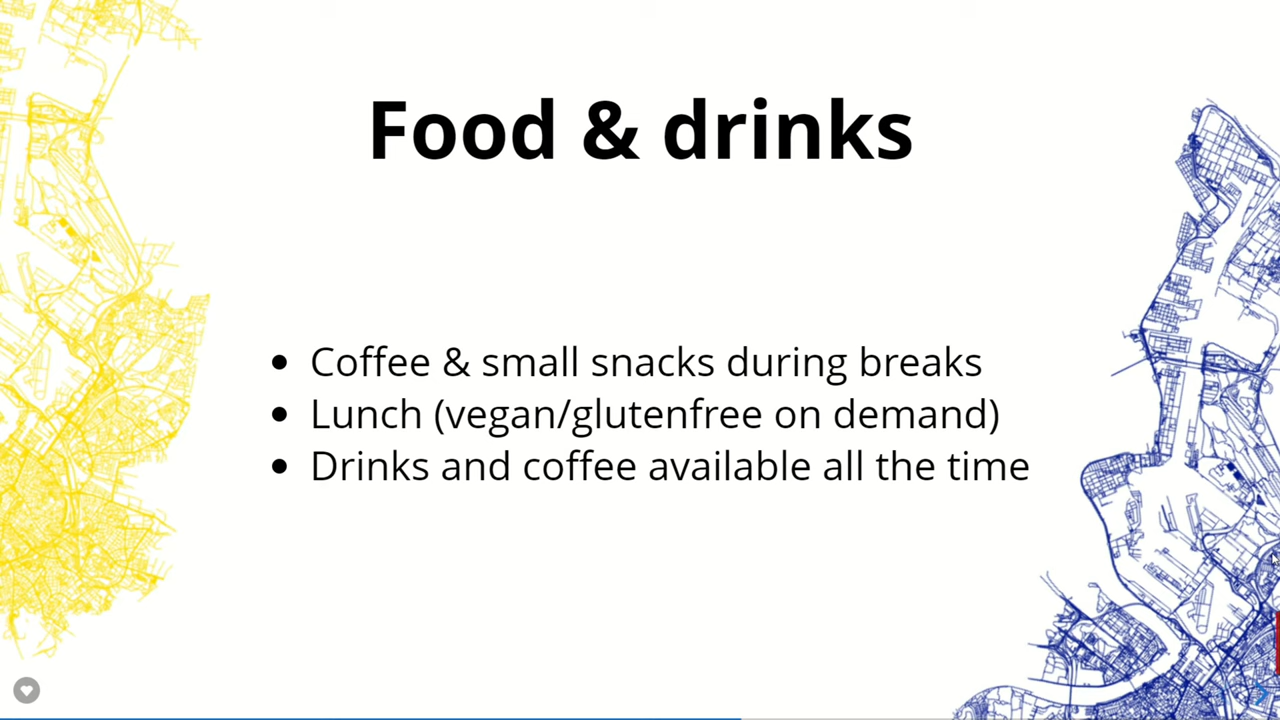 Food & drinks
Coffee & small snacks during breaks
Lunch (vegan/glutenfree on demand)
Drinks and coffee available all the time